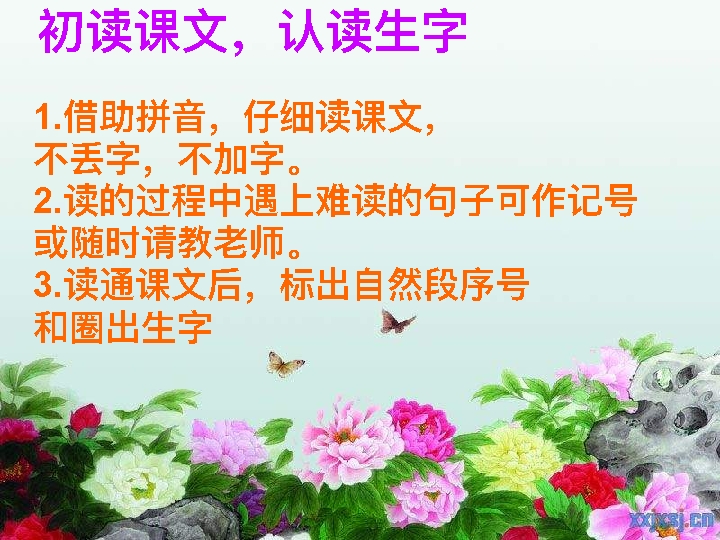 初读课文，认读生字
1.借助拼音，仔细读课文，
不丢字，不加字。
2.读的过程中遇上难读的句子可作记号
或随时请教老师。
3.读通课文后，标出自然段序号
和圈出生字
xxjxsj.cn